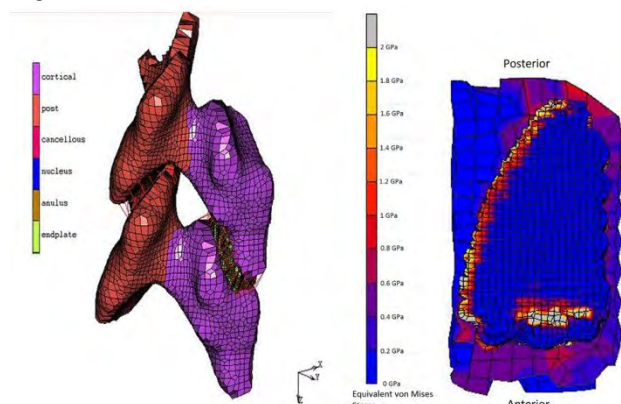 cortical
post
cancellous
nucleus
anulus
endplate
X
Y
Z
2 GPa
1.8 GPa
1.6 GPa
1.4 GPa
1.2 GPa
1 GPa
0.8 GPa
0.6 GPa
0.4 GPa
0.2 GPa
0 GPa
Equivalent von Mises
Posterior
Anterior